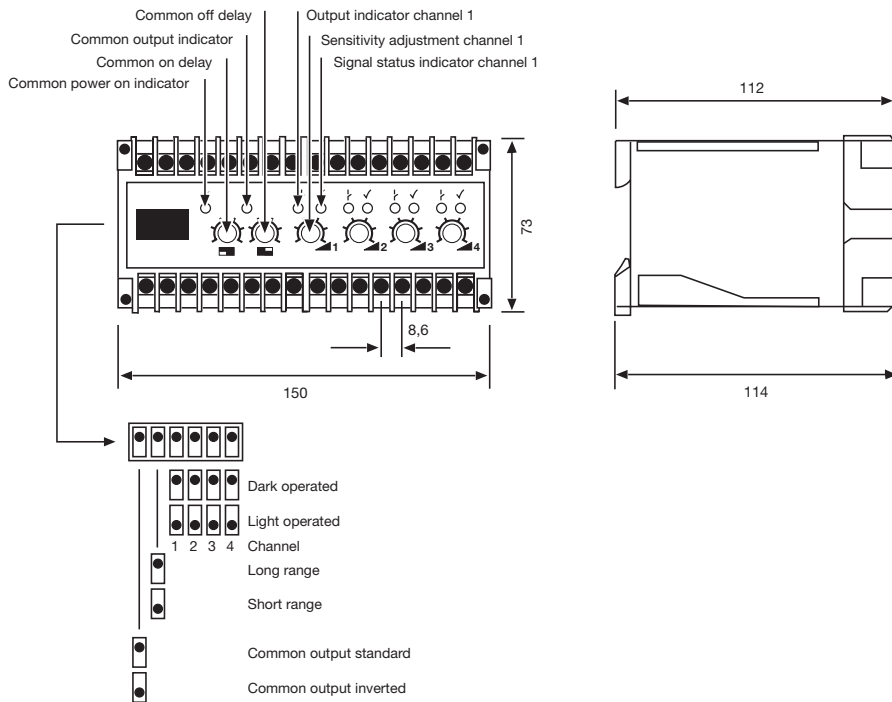 Common off delay
Output indicator channel 1
Common output indicator
Sensitivity adjustment channel 1
Common on delay
Signal status indicator channel 1
Common power on indicator
112
73
1
2
3
4
8,6
150
114
Dark operated
Light operated
1 2 3 4 Channel
Long range
Short range
Common output standard
Common output inverted